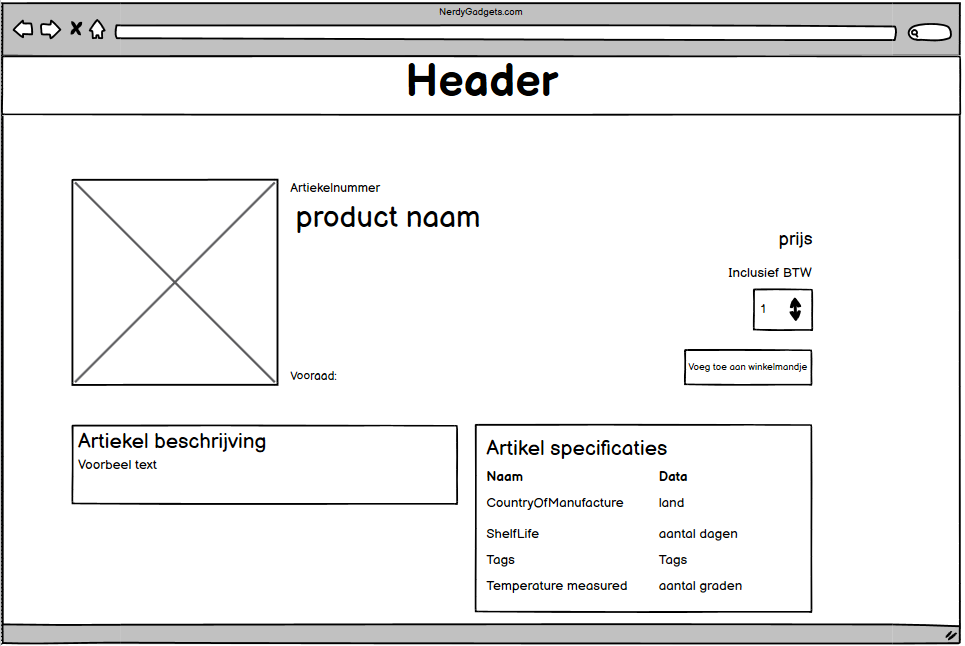 NerdyGadgets.com
Header
Artiekelnummer
product naam
prijs
Inclusief BTW
1
Vooraad:
Voeg toe aan winkelmandje
Artiekel beschrijving
Voorbeel text
Artikel specificaties
Naam Data
CountryOfManufacture land
ShelfLife aantal dagen
Tags Tags
Temperature measured aantal graden